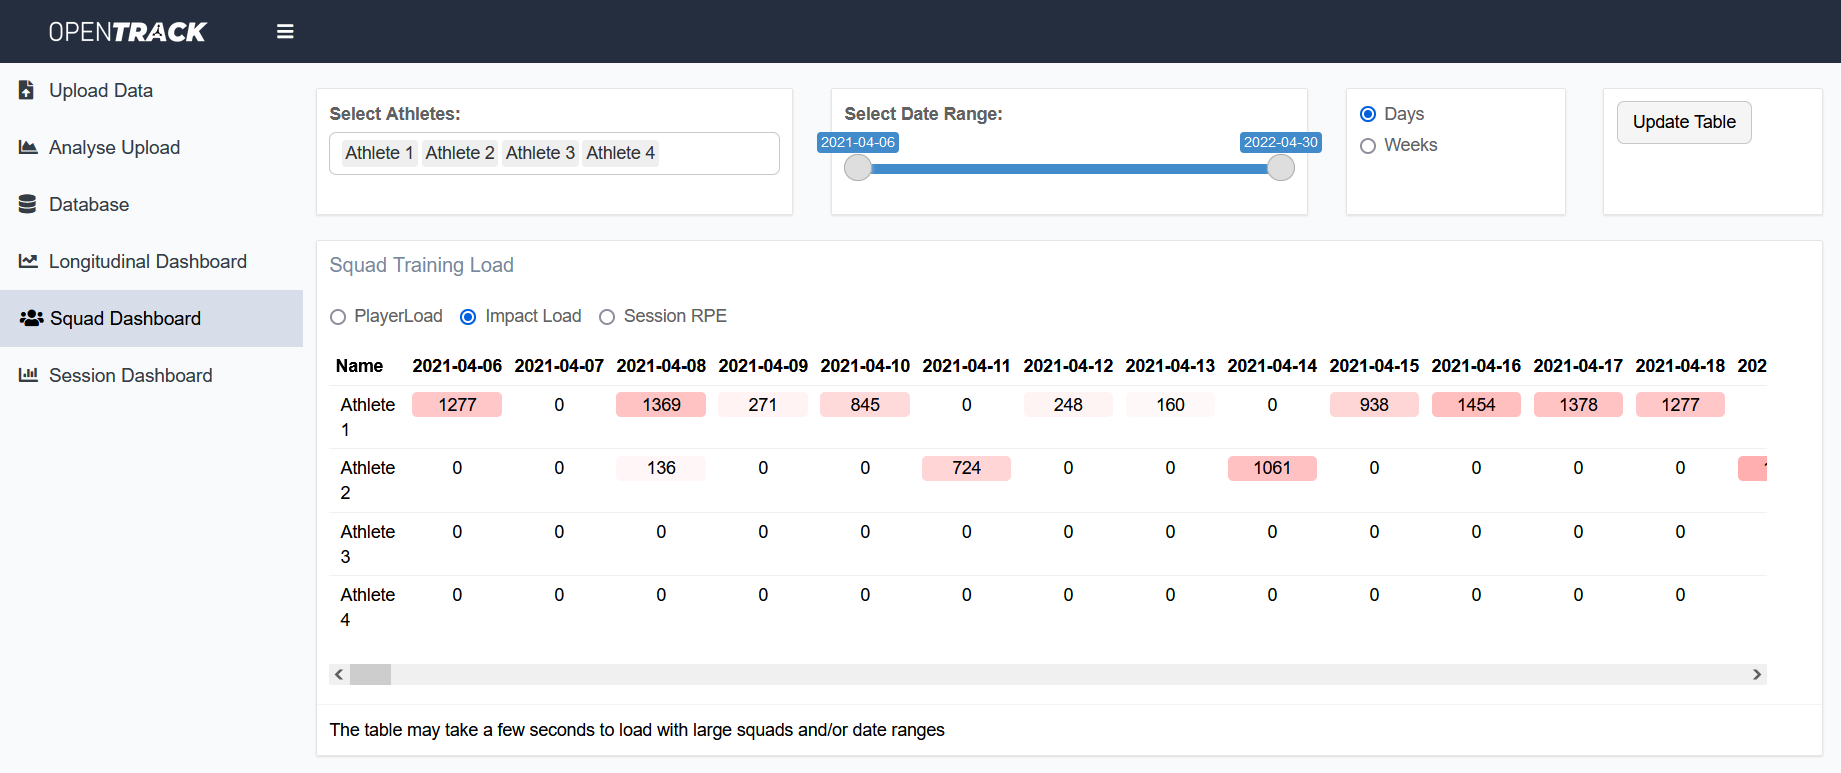 OPENTRACK
Upload Data
Analyse Upload
Database
Longitudinal Dashboard
Squad Dashboard
Session Dashboard
Select Athletes:
Athlete 1 Athlete 2 Athlete 3 Athlete 4
Select Date Range:
2021-04-06 2022-04-30
Days
Weeks
Update Table
Squad Training Load
PlayerLoad Impact Load Session RPE
Name 2021-04-06 2021-04-07 2021-04-08 2021-04-09 2021-04-10 2021-04-11 2021-04-12 2021-04-13 2021-04-14 2021-04-15 2021-04-16 2021-04-17 2021-04-18 202
Athlete 1277 0 1369 271 845 0 248 160 0 938 1454 1378 1277
1
Athlete 0 0 136 0 0 724 0 0 1061 0 0 0 0
2
Athlete 0 0 0 0 0 0 0 0 0 0 0 0 0
3
Athlete 0 0 0 0 0 0 0 0 0 0 0 0 0
4
The table may take a few seconds to load with large squads and/or date ranges